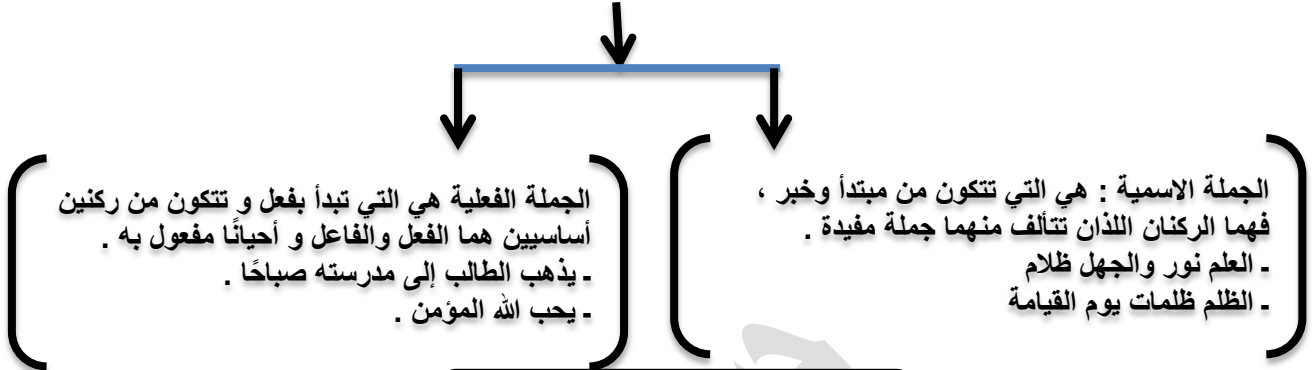 الجملة الاسمية : هي التي تتكون من مبتدأ وخبر ،
فهما الركنان اللذان تتألف منهما جملة مفيدة .
ـ العلم نور والجهل ظلام
ـ الظلم ظلمات يوم القيامة
الجملة الفعلية هي التي تبدأ بفعل و تتكون من ركنين
أساسيين هما الفعل والفاعل و أحيانًا مفعول به .
ـ يذهب الطالب إلى مدرسته صباحًا .
ـ يحب الله المؤمن .